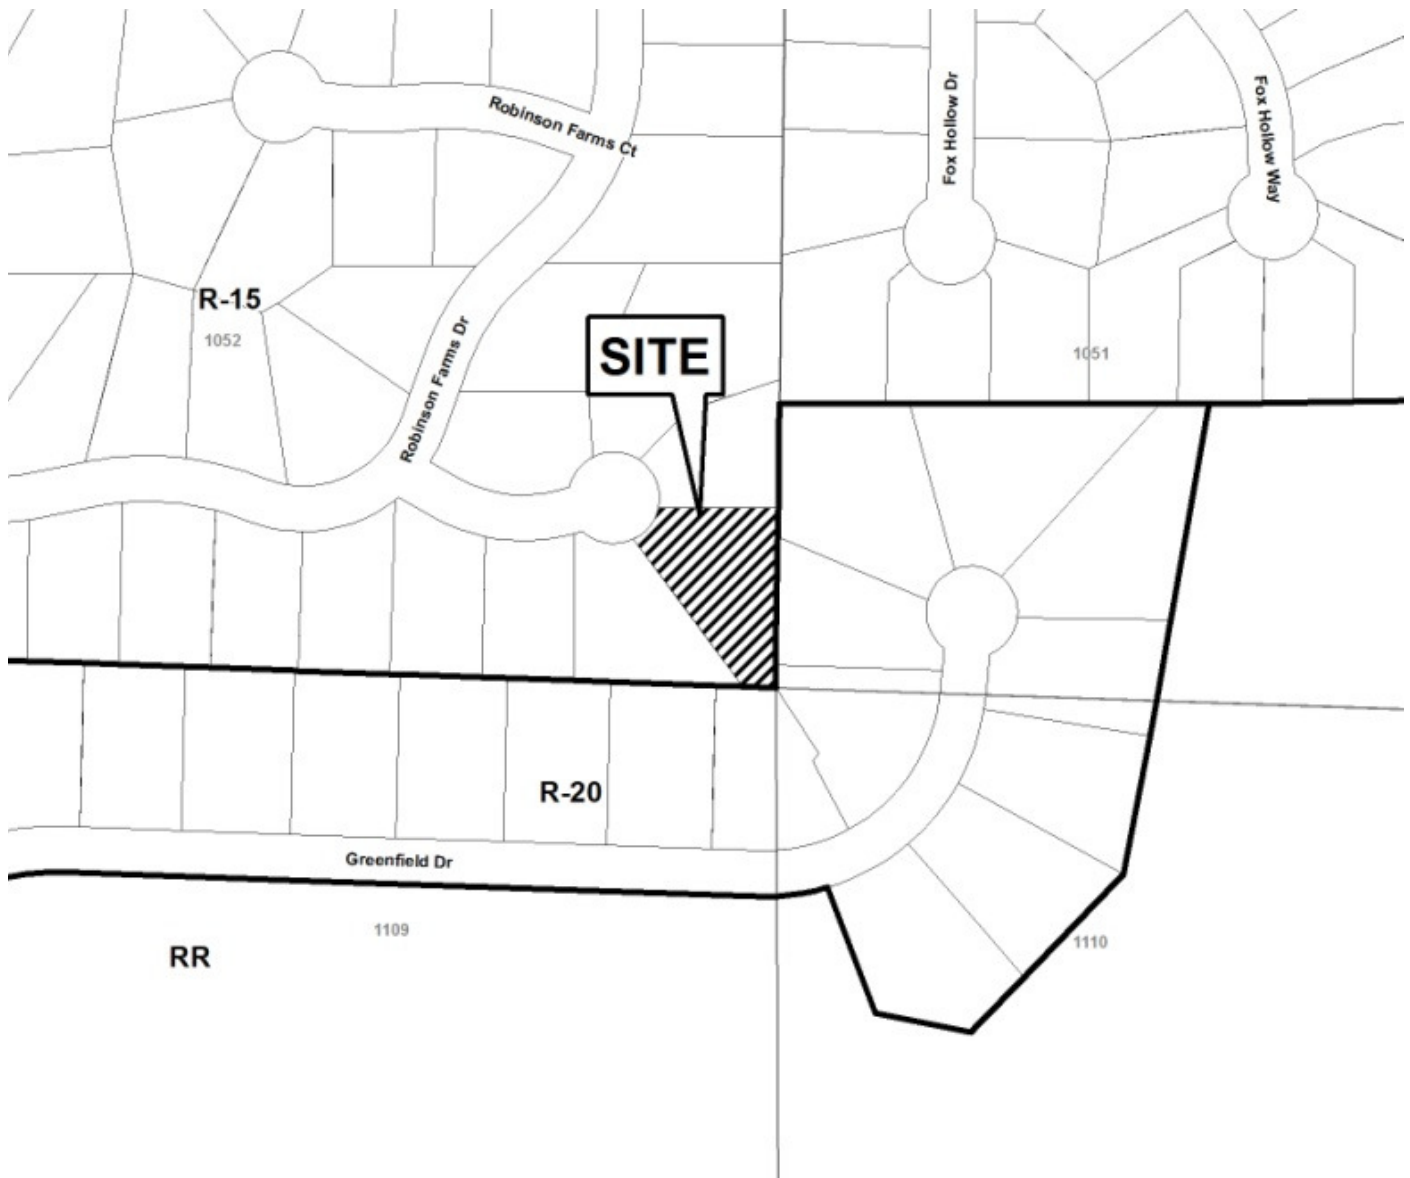 Robinson Farms Ct
Fox Hollow Dr
Fox Hollow Way
R-15
1052
Robinson Farms Dr
SITE
1051
R-20
Greenfield Dr
1109
RR
1110